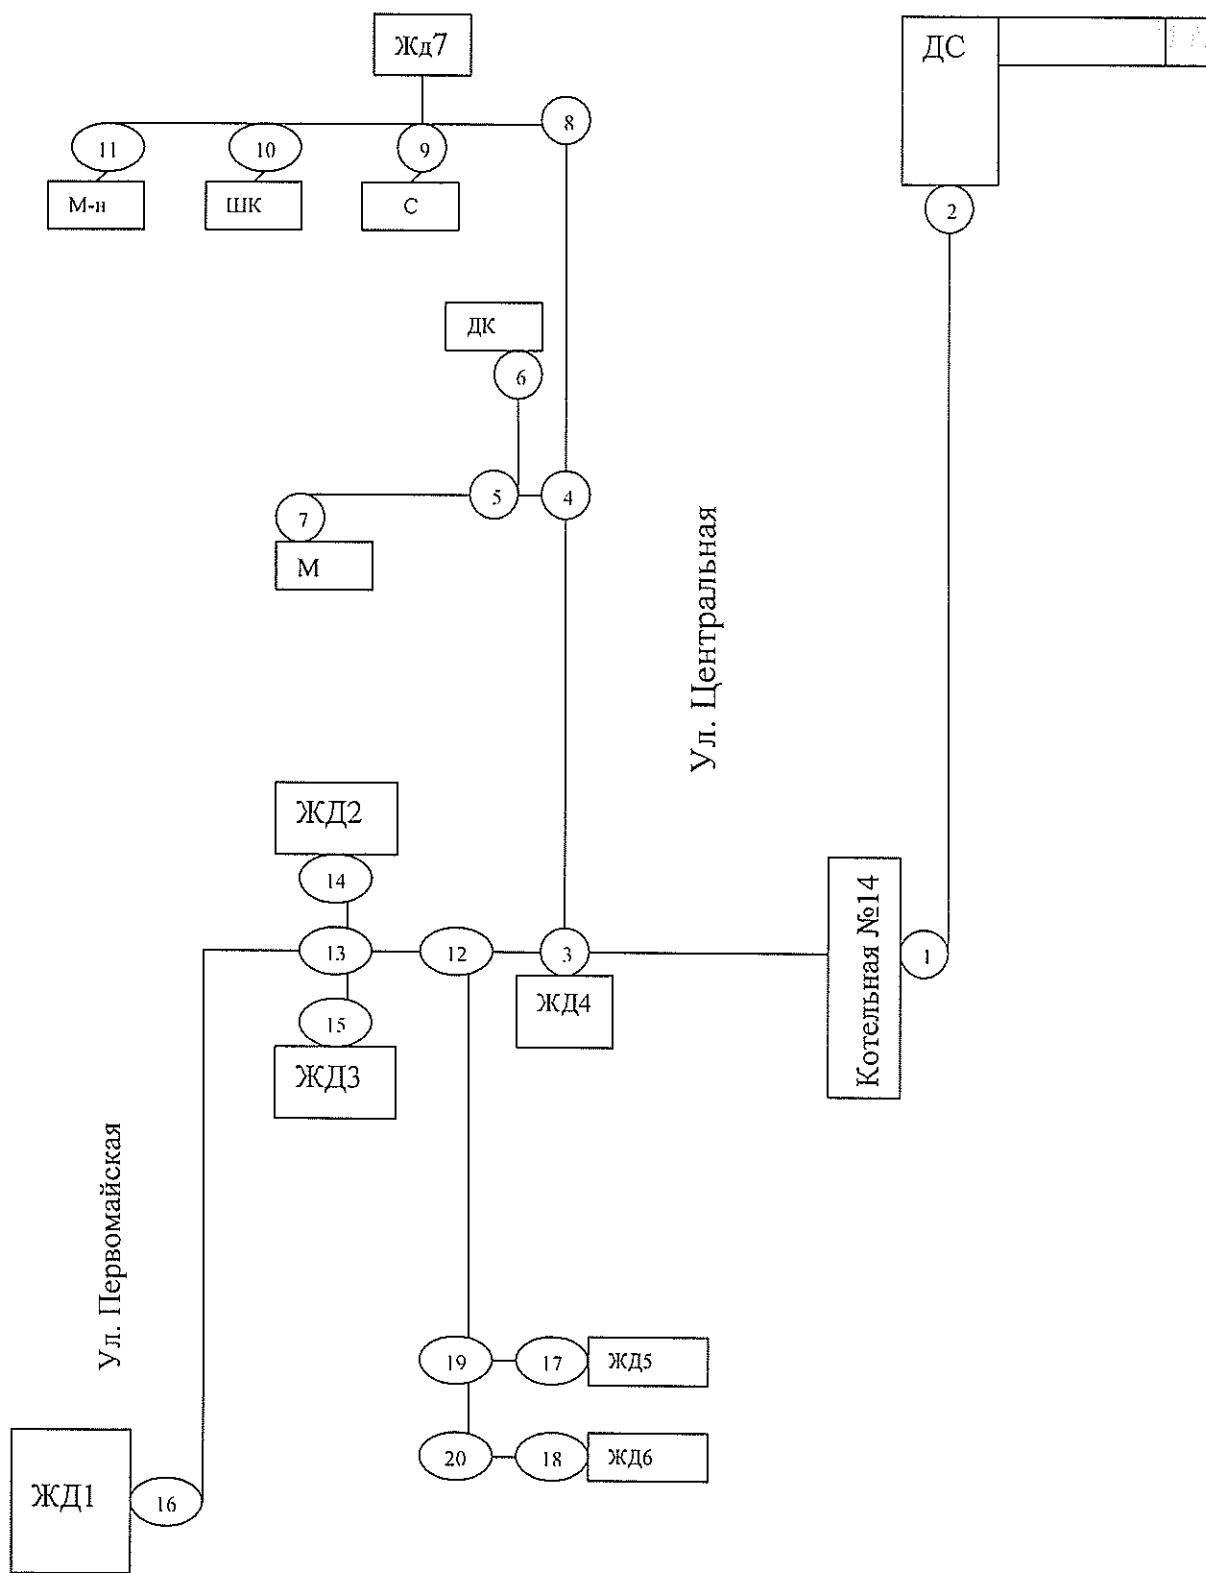 Жд7
ДС
8
11
10
9
М-н
ШК
С
2
ДК
6
5
4
7
М
Ул. Центральная
ЖД2
14
Котельная №14
13
12
3
1
ЖД4
15
ЖД3
Ул. Первомайская
19
17
ЖД5
20
18
ЖД6
ЖД1
16